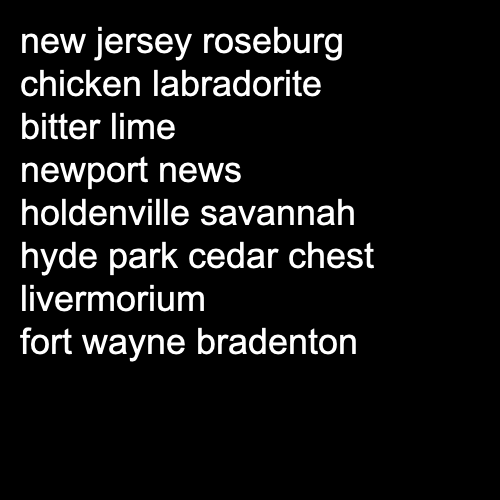 new jersey roseburg
chicken labradorite
bitter lime
newport news
holdenville savannah
hyde park cedar chest
livermorium
fort wayne bradenton